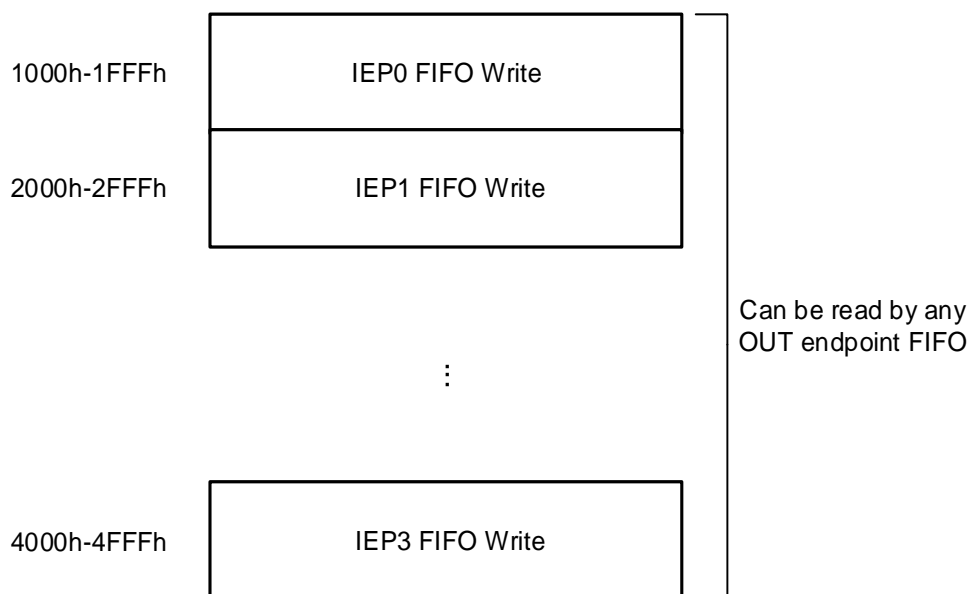 1000h-1FFFh
IEP0 FIFO Write
2000h-2FFFh
IEP1 FIFO Write
Can be read by any
OUT endpoint FIFO
...
4000h-4FFFh
IEP3 FIFO Write